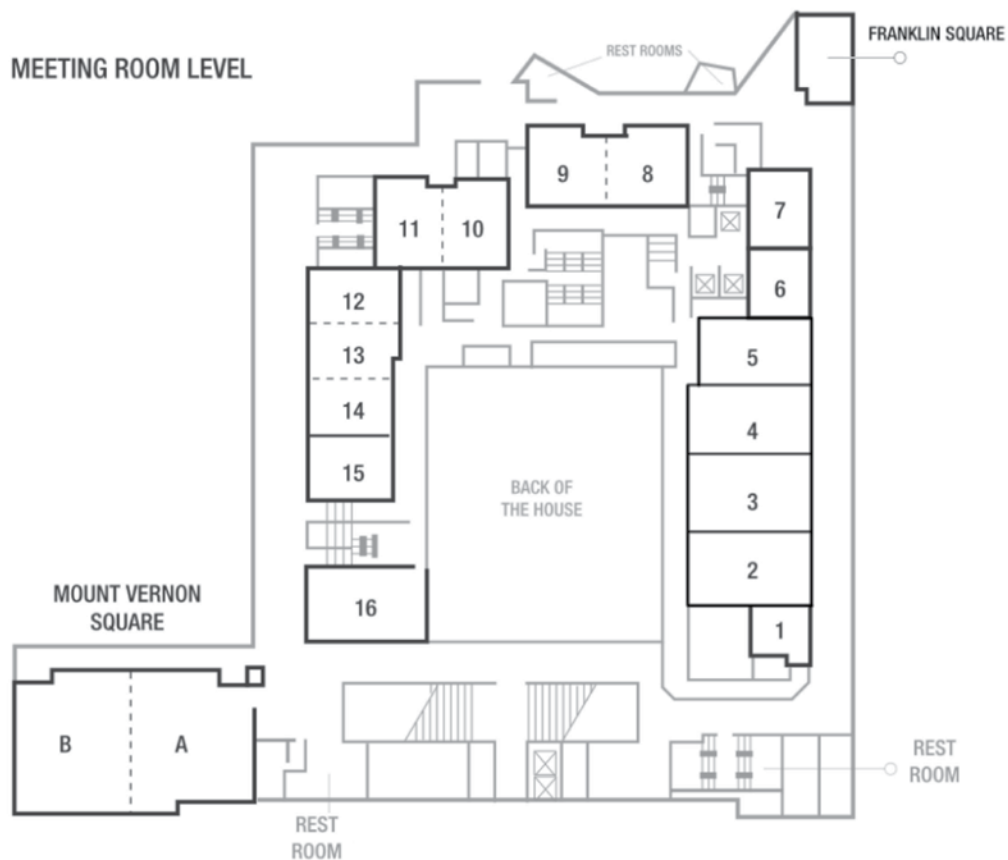 FRANKLIN SQUARE
REST ROOMS
MEETING ROOM LEVEL
9
8
7
11
10
6
12
5
13
14
4
15
BACK OF
THE HOUSE
3
2
MOUNT VERNON
SQUARE
16
1
B
A
REST
ROOM
REST
ROOM